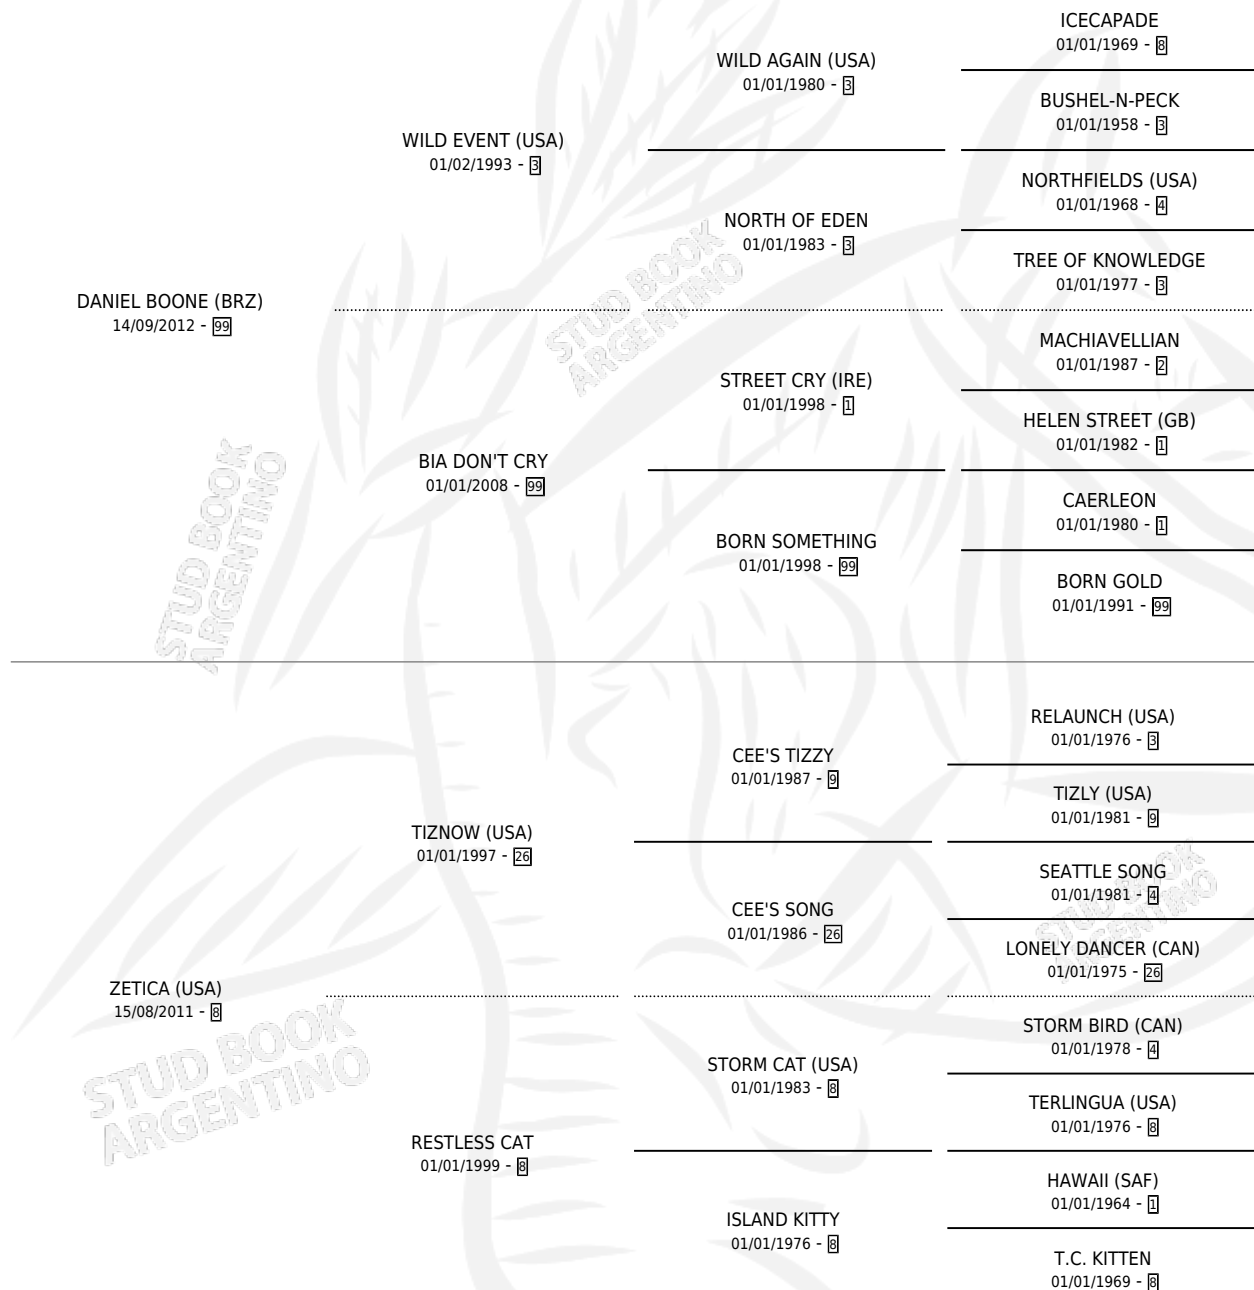 ICECAPADE
01/01/1969 - 8
WILD AGAIN (USA)
01/01/1980 - 3
BUSHEL-N-PECK
01/01/1958 - 3
WILD EVENT (USA)
01/02/1993 - 3
NORTHFIELDS (USA)
01/01/1968 - 4
NORTH OF EDEN
01/01/1983 - 3
TREE OF KNOWLEDGE
01/01/1977 - 3
DANIEL BOONE (BRZ)
14/09/2012 - 99
STUD BOOK
ARGENTINO
MACHIAVELLIAN
01/01/1987 - 2
STREET CRY (IRE)
01/01/1998 - 1
HELEN STREET (GB)
01/01/1982 - 1
BIA DON'T CRY
01/01/2008 - 99
CAERLEON
01/01/1980 - 1
BORN SOMETHING
01/01/1998 - 99
BORN GOLD
01/01/1991 - 99
STUD BOOK
ARGENTINO
RELAUNCH (USA)
01/01/1976 - 3
CEE'S TIZZY
01/01/1987 - 9
TIZLY (USA)
01/01/1981 - 9
TIZNOW (USA)
01/01/1997 - 26
SEATTLE SONG
01/01/1981 - 4
CEE'S SONG
01/01/1986 - 26
STUD BOOK
ARGENTINO
LONELY DANCER (CAN)
01/01/1975 - 26
ZETICA (USA)
15/08/2011 - 8
STORM BIRD (CAN)
01/01/1978 - 4
STORM CAT (USA)
01/01/1983 - 8
STUD BOOK
ARGENTINO
TERLINGUA (USA)
01/01/1976 - 8
RESTLESS CAT
01/01/1999 - 8
HAWAII (SAF)
01/01/1964 - 1
ISLAND KITTY
01/01/1976 - 8
T.C. KITTEN
01/01/1969 - 8